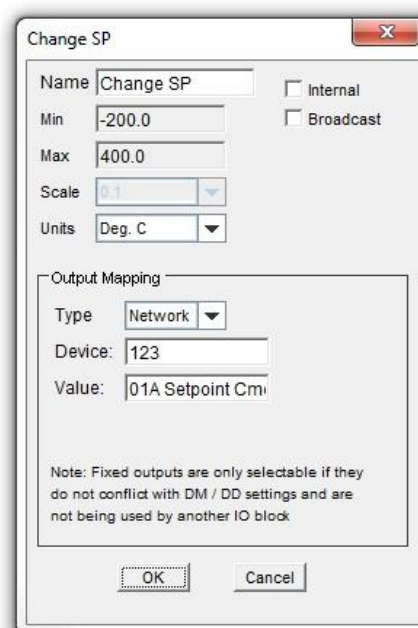 Change SP
Name Change SP
Internal
Min -200.0
Broadcast
Max 400.0
Scale 0.1
Units Deg. C
Output Mapping
Type Network
Device: 123
Value: 01A Setpoint
Note: Fixed outputs are only selectable if they
do not conflict with DM / DD settings and are
not being used by another IO block
OK Cancel